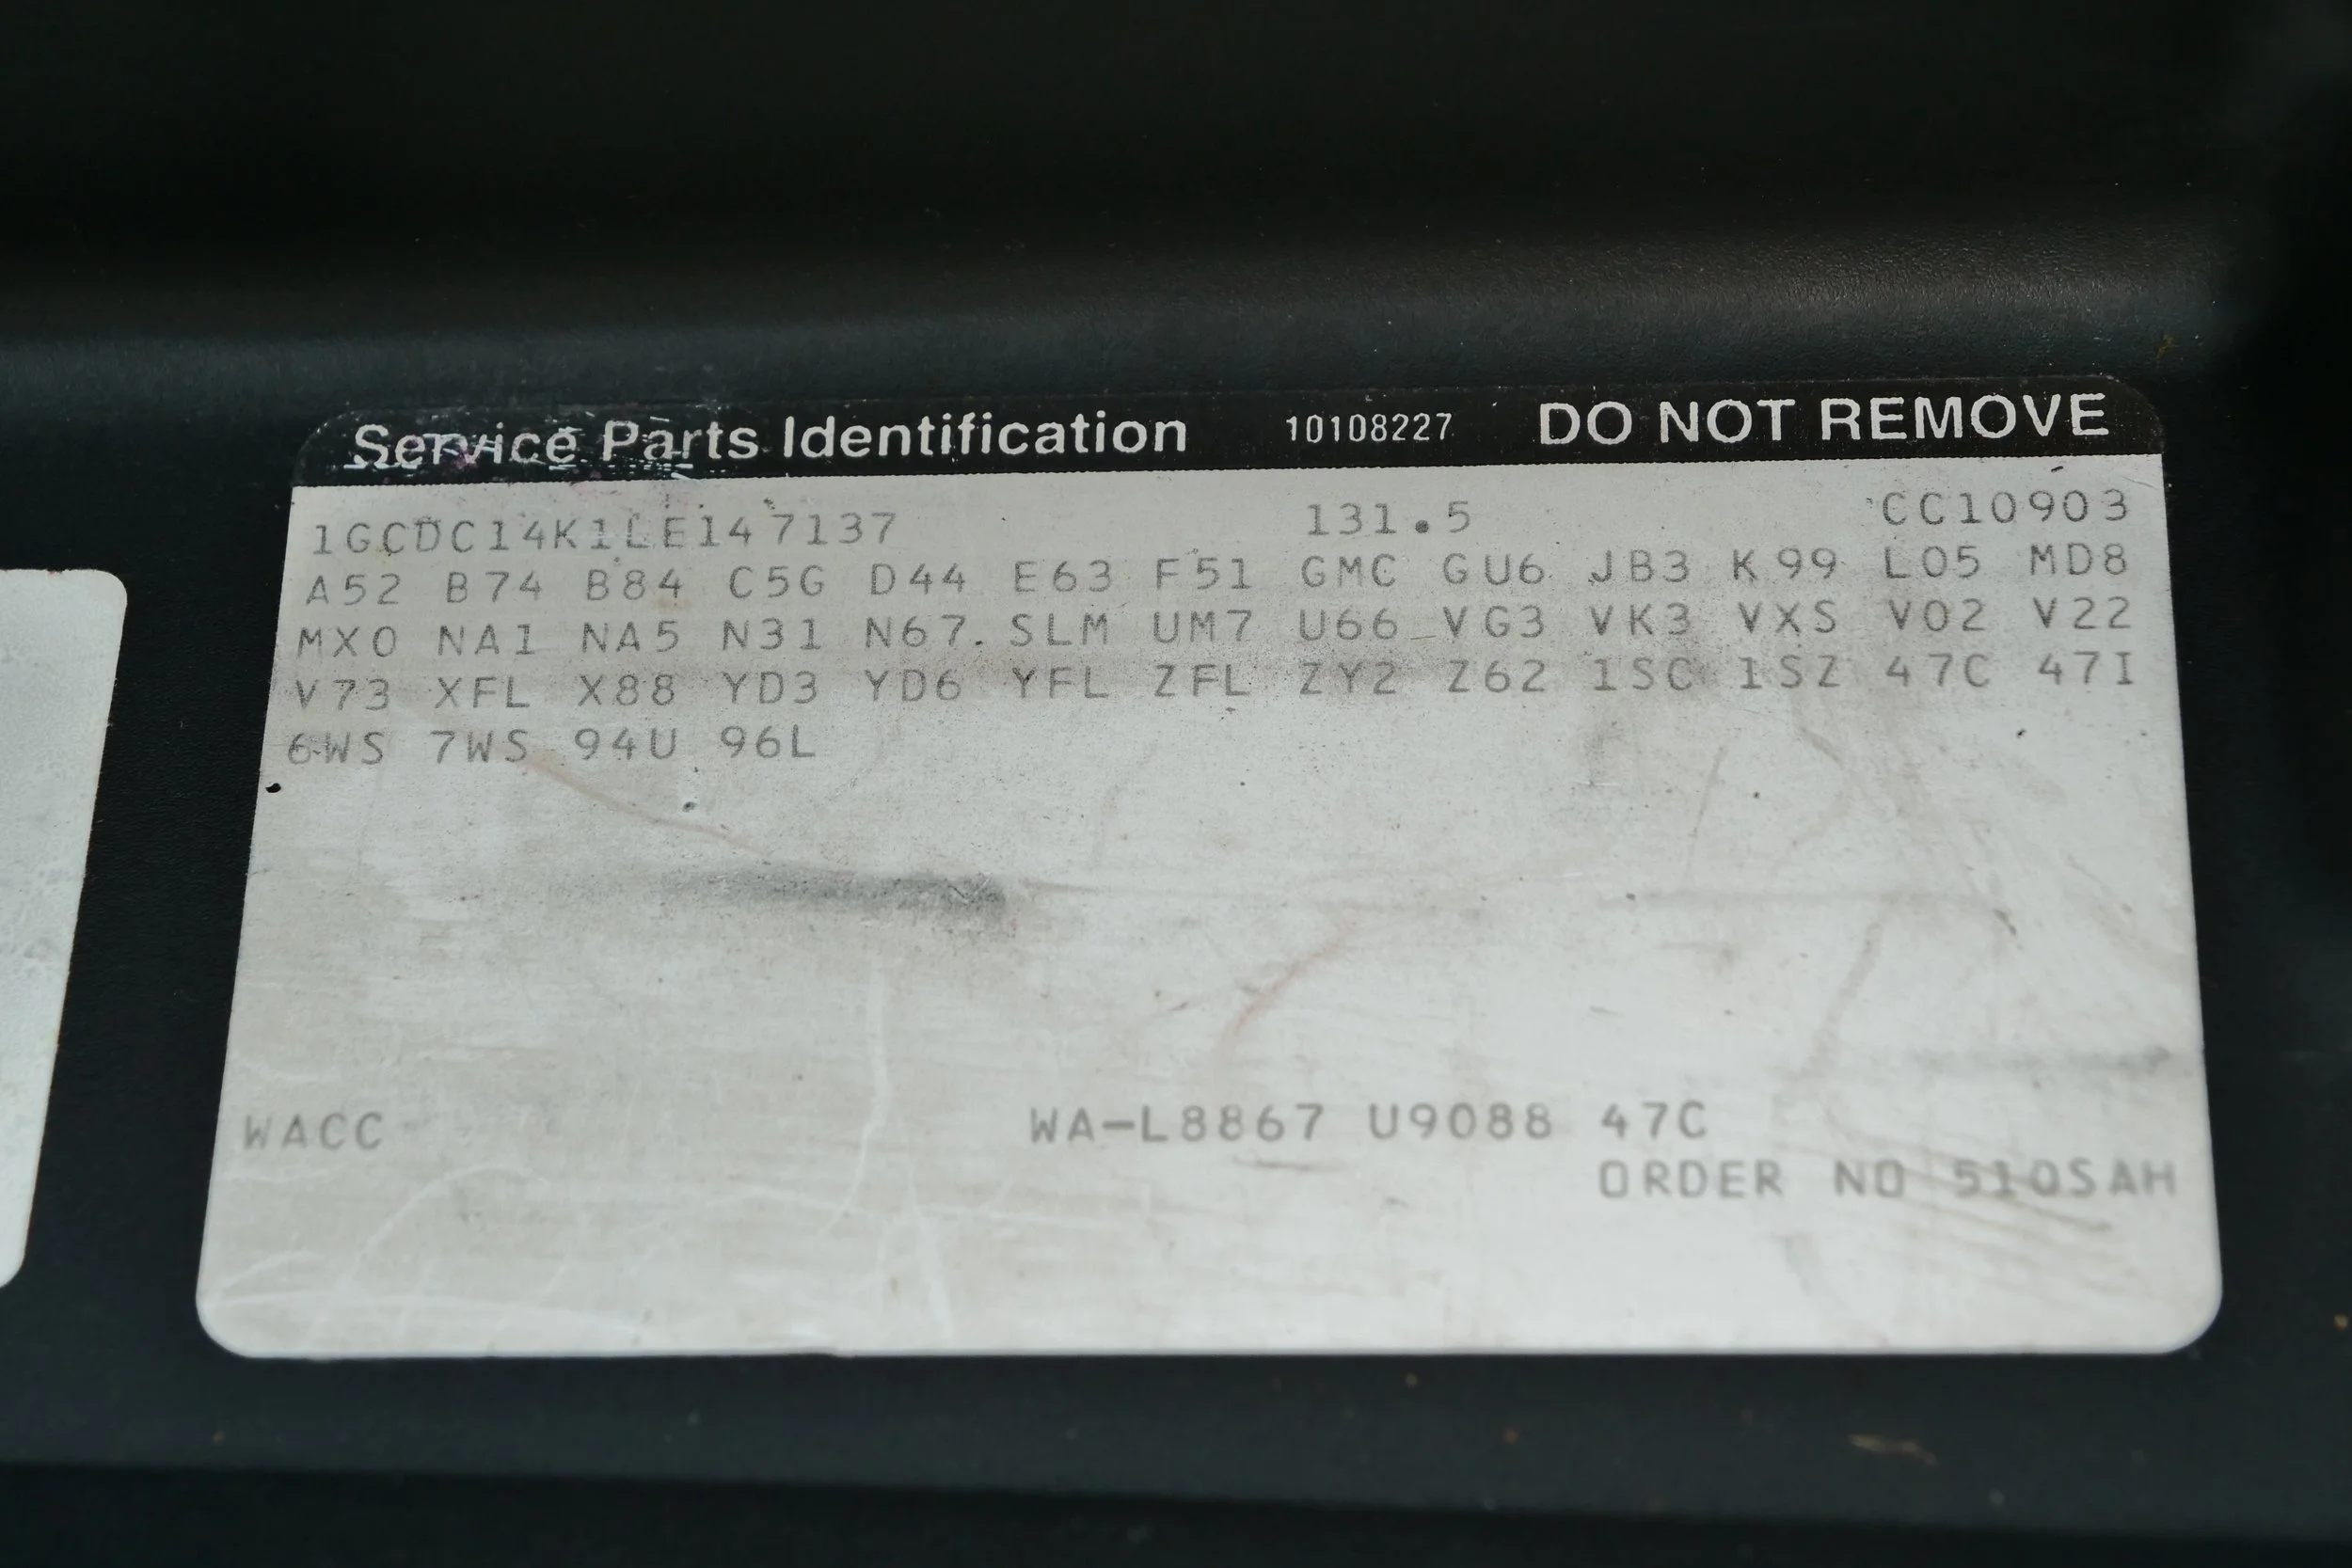 Service Parts Identification 10108227 DO NOT REMOVE
1GCDC14K1LE147137 131.5 CC10903
A52 B74 B84 C5G D44 E63 F51 GMC GU6 JB3 K99 L05 MD8
MX0 NA1 NA5 N31 N67 SLM UM7 U66 VG3 VK3 VXS V02 V22
V73 XFL X88 YD3 YD6 YFL ZFL ZY2 Z62 1SC 1SZ 47C 47I
6WS 7WS 94U 96L
WACC WA-L8867 U9088 47C
ORDER NO 510SAH